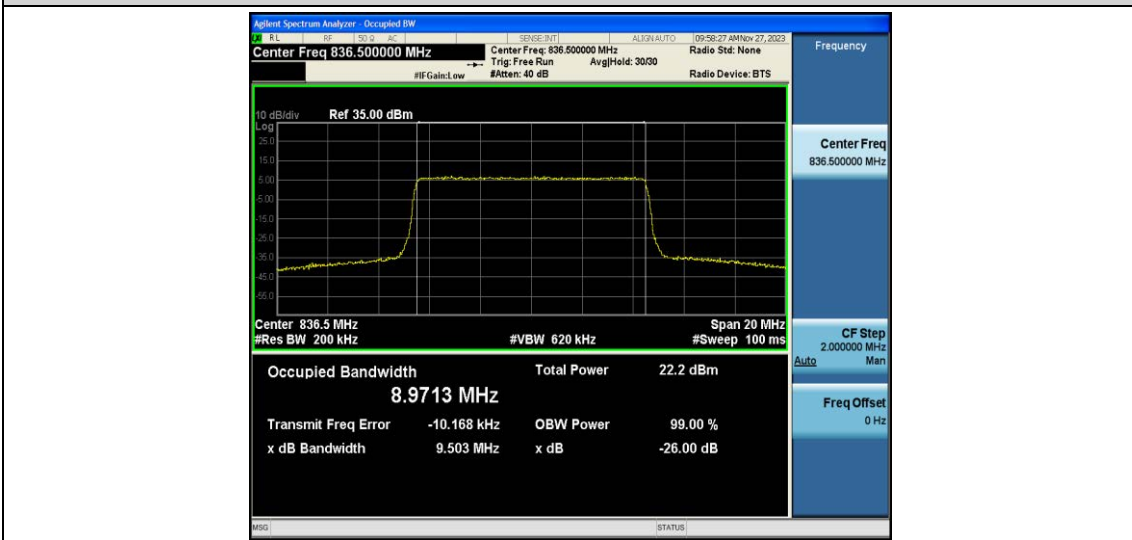 Agilent Spectrum Analyzer - Occupied BW
RL RF 50 Ω AC SENSE:INT ALIGN AUTO 09:58:27 AM Nov 27, 2023
Center Freq 836.500000 MHz
Center Freq: 836.500000 MHz Radio Std: None
Trig: Free Run Avg|Hold: 30/30
#IFGain:Low #Atten: 40 dB Radio Device: BTS
10 dB/div Ref 35.00 dBm
Log
25.0
15.0
5.00
-5.00
-15.0
-25.0
-35.0
-45.0
-55.0
Center 836.5 MHz Span 20 MHz
#Res BW 200 kHz #VBW 620 kHz #Sweep 100 ms
Occupied Bandwidth Total Power 22.2 dBm
8.9713 MHz
Transmit Freq Error -10.168 kHz OBW Power 99.00 %
x dB Bandwidth 9.503 MHz x dB -26.00 dB
MSG STATUS
Frequency
Center Freq
836.500000 MHz
CF Step
2.000000 MHz
Auto Man
Freq Offset
0 Hz